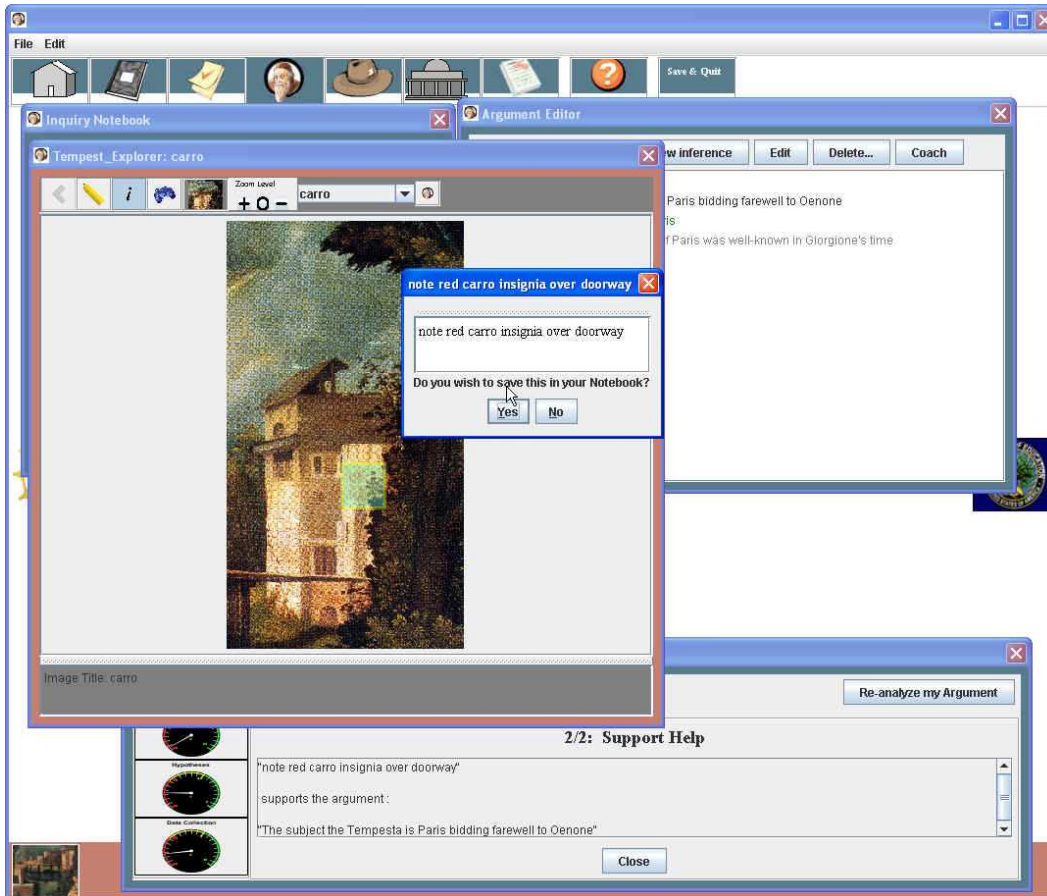 File Edit
Save & Quit
Inquiry Notebook
Argument Editor
Tempest_Explorer: carro
inference
Edit
Delete...
Coach
Zoom Level
+ O -
carro
i
Paris bidding farewell to Oenone
Paris was well-known in Giorgione's time
note red carro insignia over doorway
note red carro insignia over doorway
Do you wish to save this in your Notebook?
Yes No
Image Title: carro
Re-analyze my Argument
2/2: Support Help
Hypotheses
Data Collection
"note red carro insignia over doorway"
supports the argument :
"The subject the Tempesta is Paris bidding farewell to Oenone"
Close